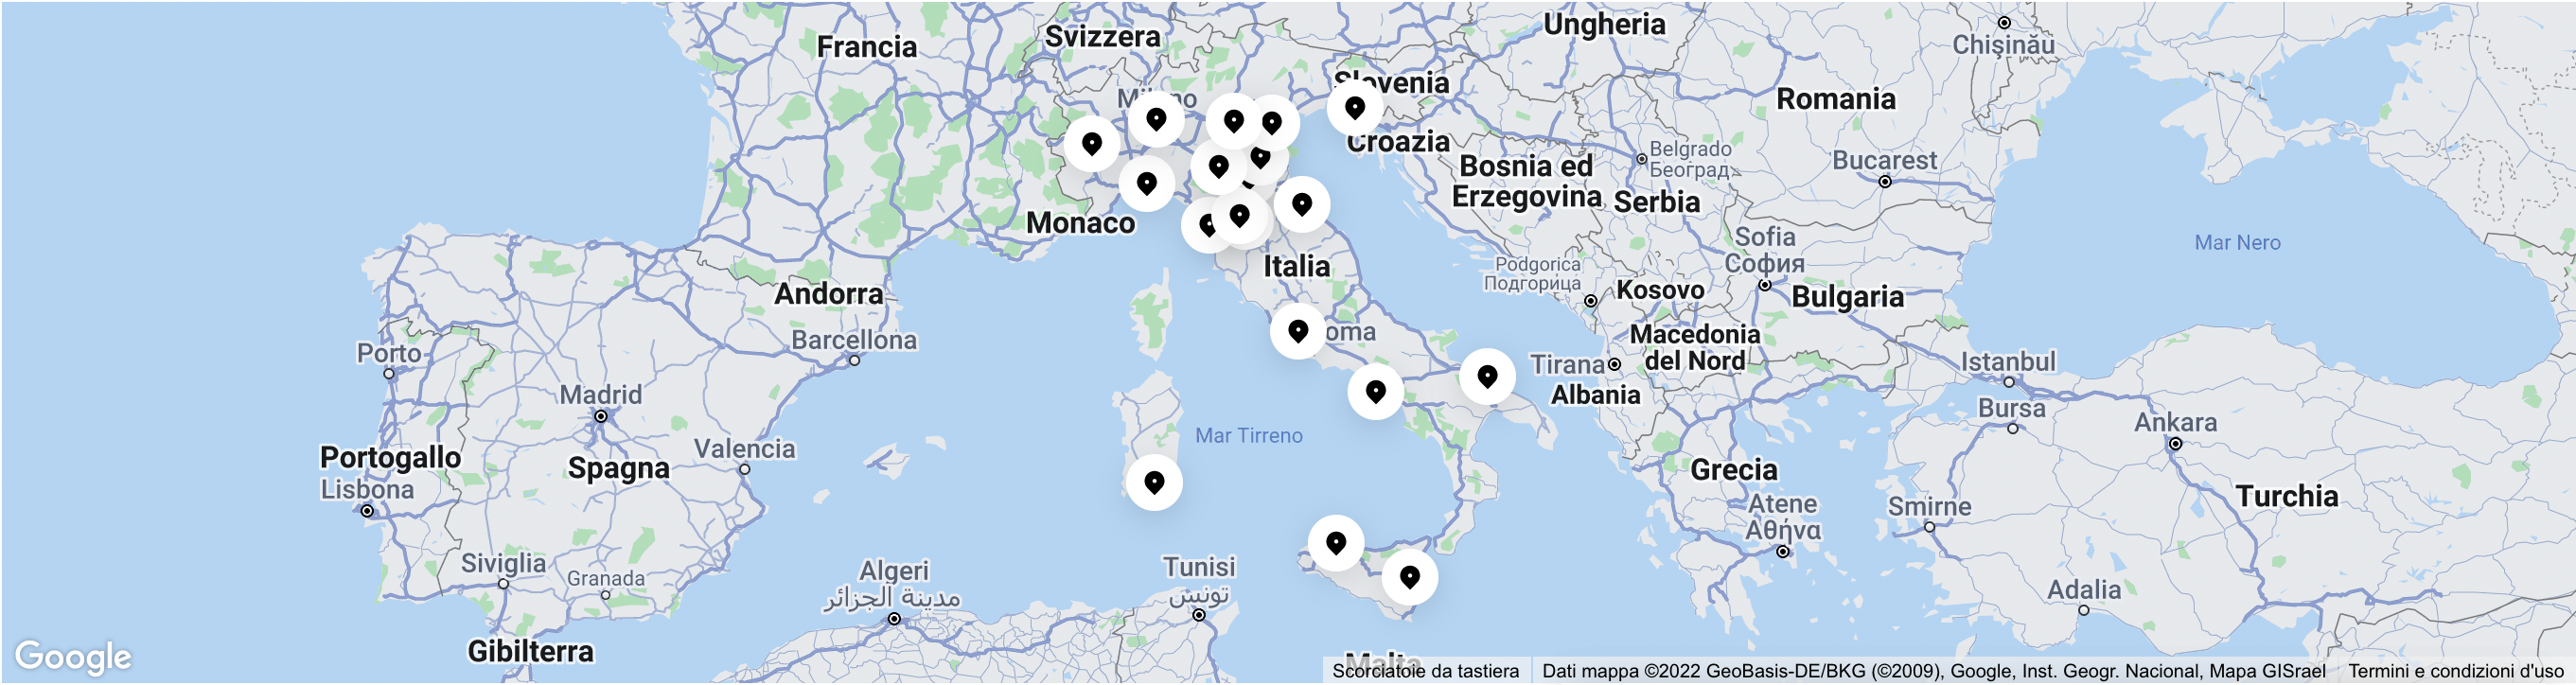 Francia
Svizzera
Ungheria
Chișinău
Slovenia
Milano
Romania
Croazia
Belgrado
Београд
Bucarest
Bosnia ed
Erzegovina
Serbia
Monaco
Sofia
София
Mar Nero
Italia
Podgorica
Подгорица
Kosovo
Andorra
Bulgaria
Barcellona
oma
Macedonia
del Nord
Porto
Tirana
Istanbul
Madrid
Albania
Bursa
Ankara
Mar Tirreno
Valencia
Portogallo
Spagna
Grecia
Lisbona
Turchia
Atene
Αθήνα
Smirne
Siviglia
Granada
Algeri
مدينة الجزائر
Tunisi
تونس
Adalia
Gibilterra
Malta
Google
Scorciatoie da tastiera
Dati mappa ©2022 GeoBasis-DE/BKG (©2009), Google, Inst. Geogr. Nacional, Mapa GISrael
Termini e condizioni d'uso